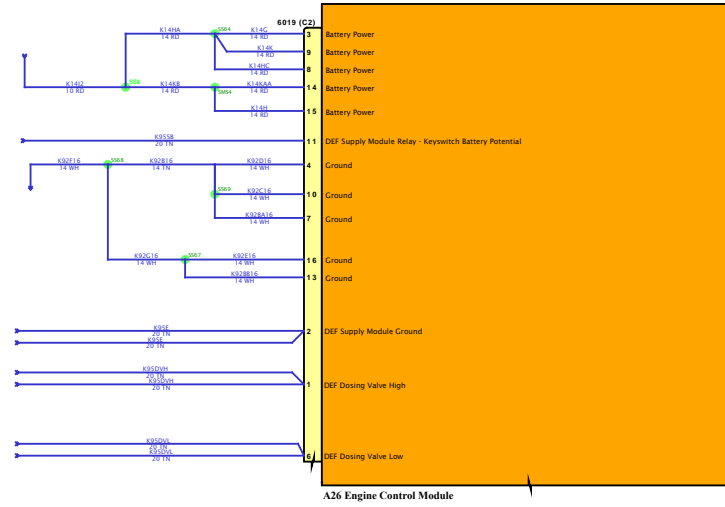 6019 (C2)
K14HA
14 RD
SS64
K14G
14 RD
3
Battery Power
K14K
14 RD
9
Battery Power
K14HC
14 RD
8
Battery Power
K14J2
10 RD
SS8
K14KB
14 RD
SMS4
K14KAA
14 RD
14
Battery Power
K14H
14 RD
15
Battery Power
K95SB
20 TN
11
DEF Supply Module Relay - Keyswitch Battery Potential
K92F16
14 WH
SS68
K92B16
14 TN
K92D16
14 WH
4
Ground
SS69
K92C16
14 WH
10
Ground
K92BA16
14 WH
7
Ground
K92G16
14 WH
SS67
K92E16
14 WH
16
Ground
K92BB16
14 WH
13
Ground
K95E
20 TN
K95E
20 TN
2
DEF Supply Module Ground
K95DVH
20 TN
K95DVH
20 TN
1
DEF Dosing Valve High
K95DVL
20 TN
K95DVL
20 TN
6
DEF Dosing Valve Low
A26 Engine Control Module